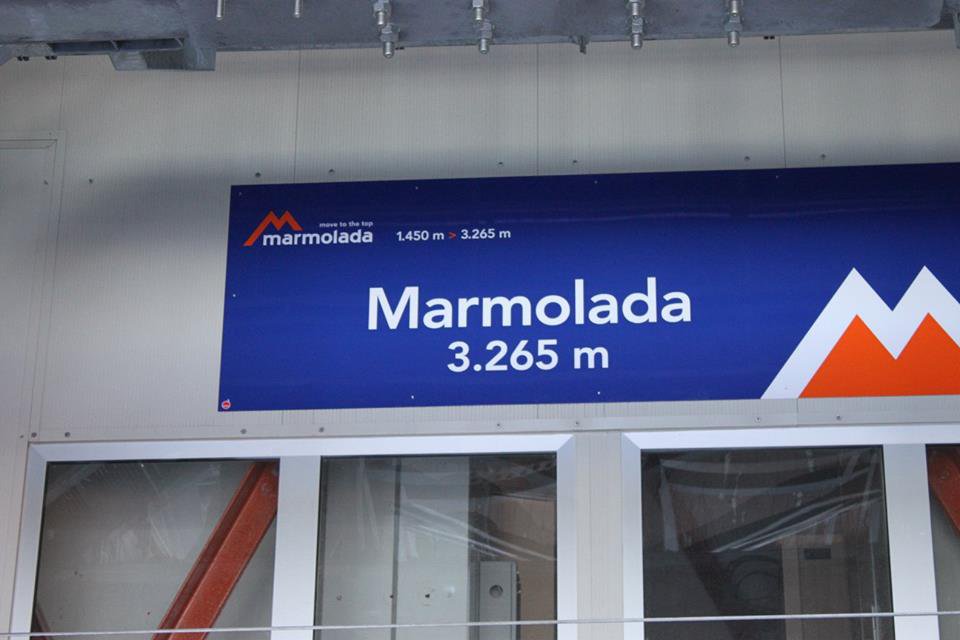 move to the top
marmolada
1.450 m > 3.265 m
Marmolada
3.265 m